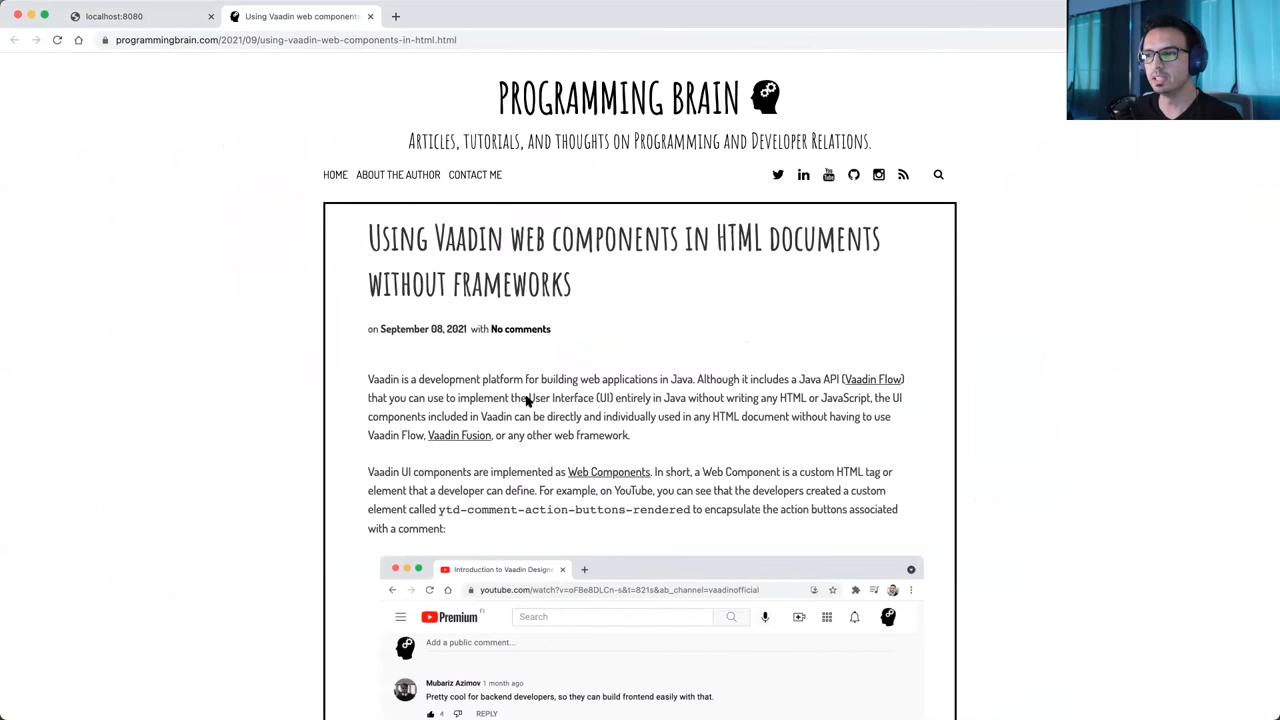 localhost:8080
Using Vaadin web components
programmingbrain.com/2021/09/using-vaadin-web-components-in-html.html
PROGRAMMING BRAIN
Articles, tutorials, and thoughts on Programming and Developer Relations.
HOME ABOUT THE AUTHOR CONTACT ME
Using Vaadin web components in HTML documents
without frameworks
on September 08, 2021 with No comments
Vaadin is a development platform for building web applications in Java. Although it includes a Java API (Vaadin Flow)
that you can use to implement the User Interface (UI) entirely in Java without writing any HTML or JavaScript, the UI
components included in Vaadin can be directly and individually used in any HTML document without having to use
Vaadin Flow, Vaadin Fusion, or any other web framework.
Vaadin UI components are implemented as Web Components. In short, a Web Component is a custom HTML tag or
element that a developer can define. For example, on YouTube, you can see that the developers created a custom
element called ytd-comment-action-buttons-rendered to encapsulate the action buttons associated
with a comment:
Introduction to Vaadin Designe
youtube.com/watch?v=oFBe8DLCn-s&t=821s&ab_channel=vaadinofficial
Premium FI
Search
Add a public comment...
Mubariz Azimov 1 month ago
Pretty cool for backend developers, so they can build frontend easily with that.
4 REPLY